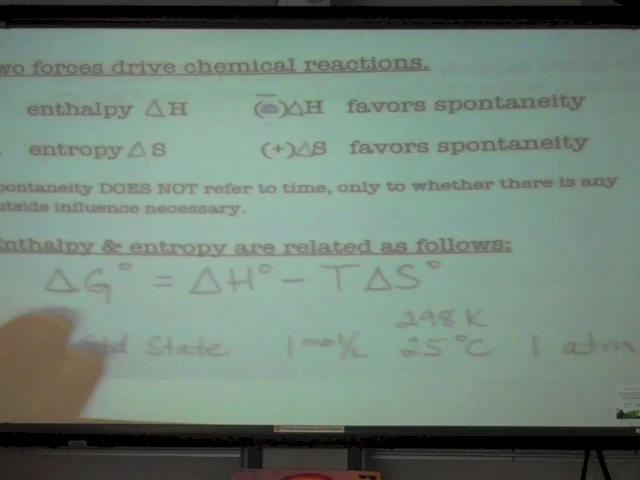 wo forces drive chemical reactions.
enthalpy ΔH (–)ΔH favors spontaneity
entropy ΔS (+)ΔS favors spontaneity
pontaneity DOES NOT refer to time, only to whether there is any
utside influence necessary.
Enthalpy & entropy are related as follows:
ΔG° = ΔH° – TΔS°
298 K
Std State 1 mol/L 25°C 1 atm